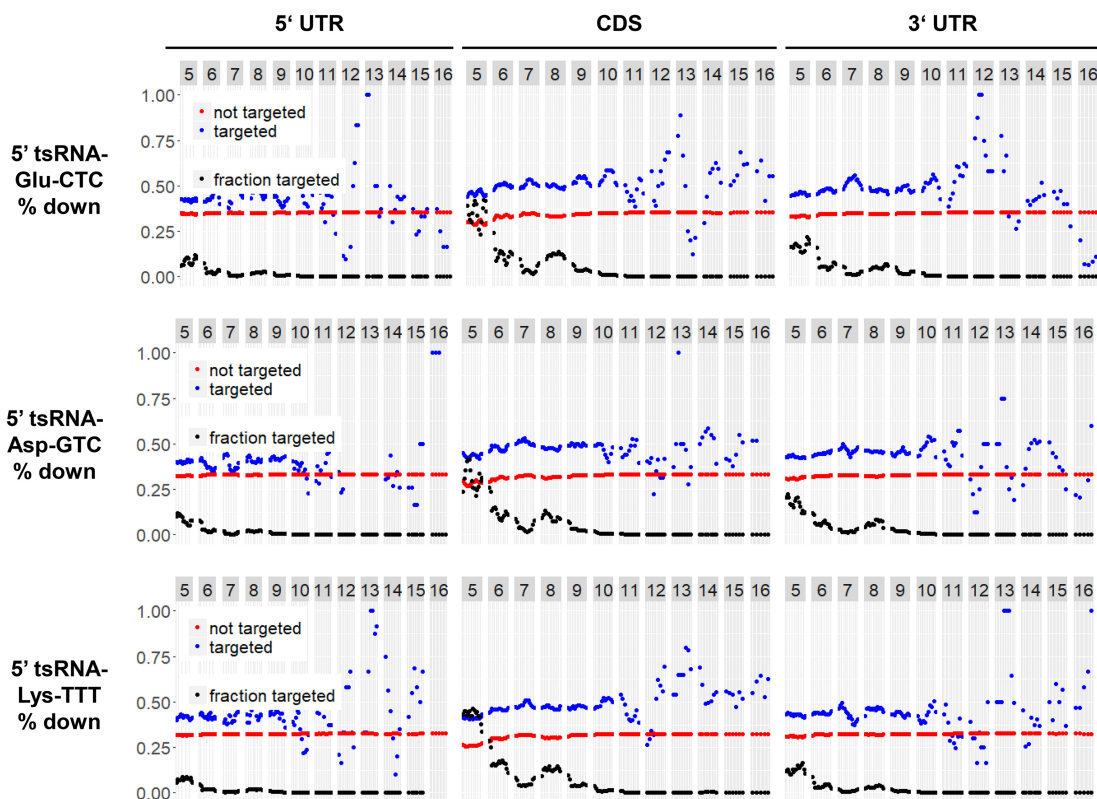 5‘ UTR CDS 3‘ UTR
5 6 7 8 9 10 11 12 13 14 15 16 5 6 7 8 9 10 11 12 13 14 15 16 5 6 7 8 9 10 11 12 13 14 15 16
5’ tsRNA-
Glu-CTC
% down
1.00
0.75
0.50
0.25
0.00
not targeted
targeted
fraction targeted
5 6 7 8 9 10 11 12 13 14 15 16 5 6 7 8 9 10 11 12 13 14 15 16 5 6 7 8 9 10 11 12 13 14 15 16
5’ tsRNA-
Asp-GTC
% down
1.00
0.75
0.50
0.25
0.00
not targeted
targeted
fraction targeted
5 6 7 8 9 10 11 12 13 14 15 16 5 6 7 8 9 10 11 12 13 14 15 16 5 6 7 8 9 10 11 12 13 14 15 16
5’ tsRNA-
Lys-TTT
% down
1.00
0.75
0.50
0.25
0.00
not targeted
targeted
fraction targeted